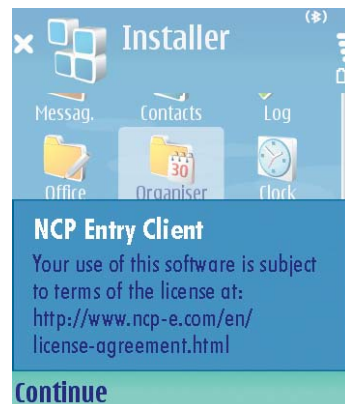 Installer
Messag. Contacts Log
Office Organiser Clock
30
NCP Entry Client
Your use of this software is subject
to terms of the license at:
http://www.ncp-e.com/en/
license-agreement.html
Continue